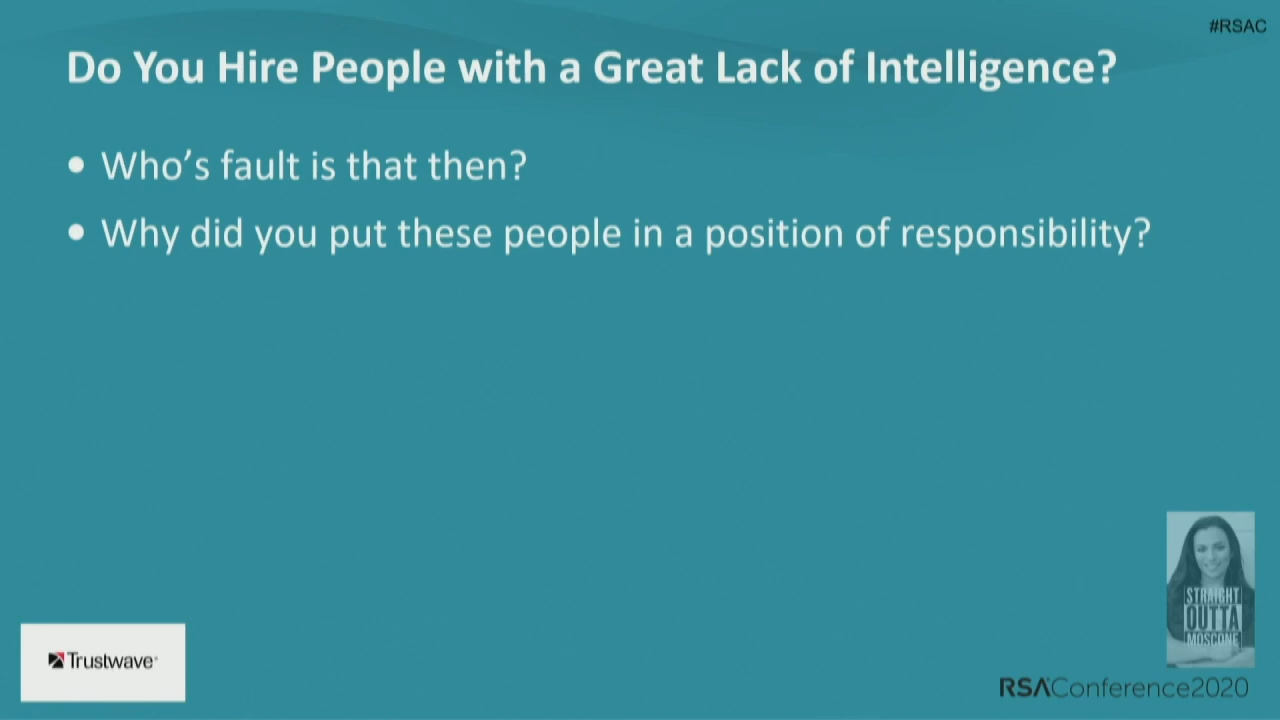 #RSAC
Do You Hire People with a Great Lack of Intelligence?
• Who's fault is that then?
• Why did you put these people in a position of responsibility?
STRAIGHT
OUTTA
MOSCONE
Trustwave®
RSAConference2020